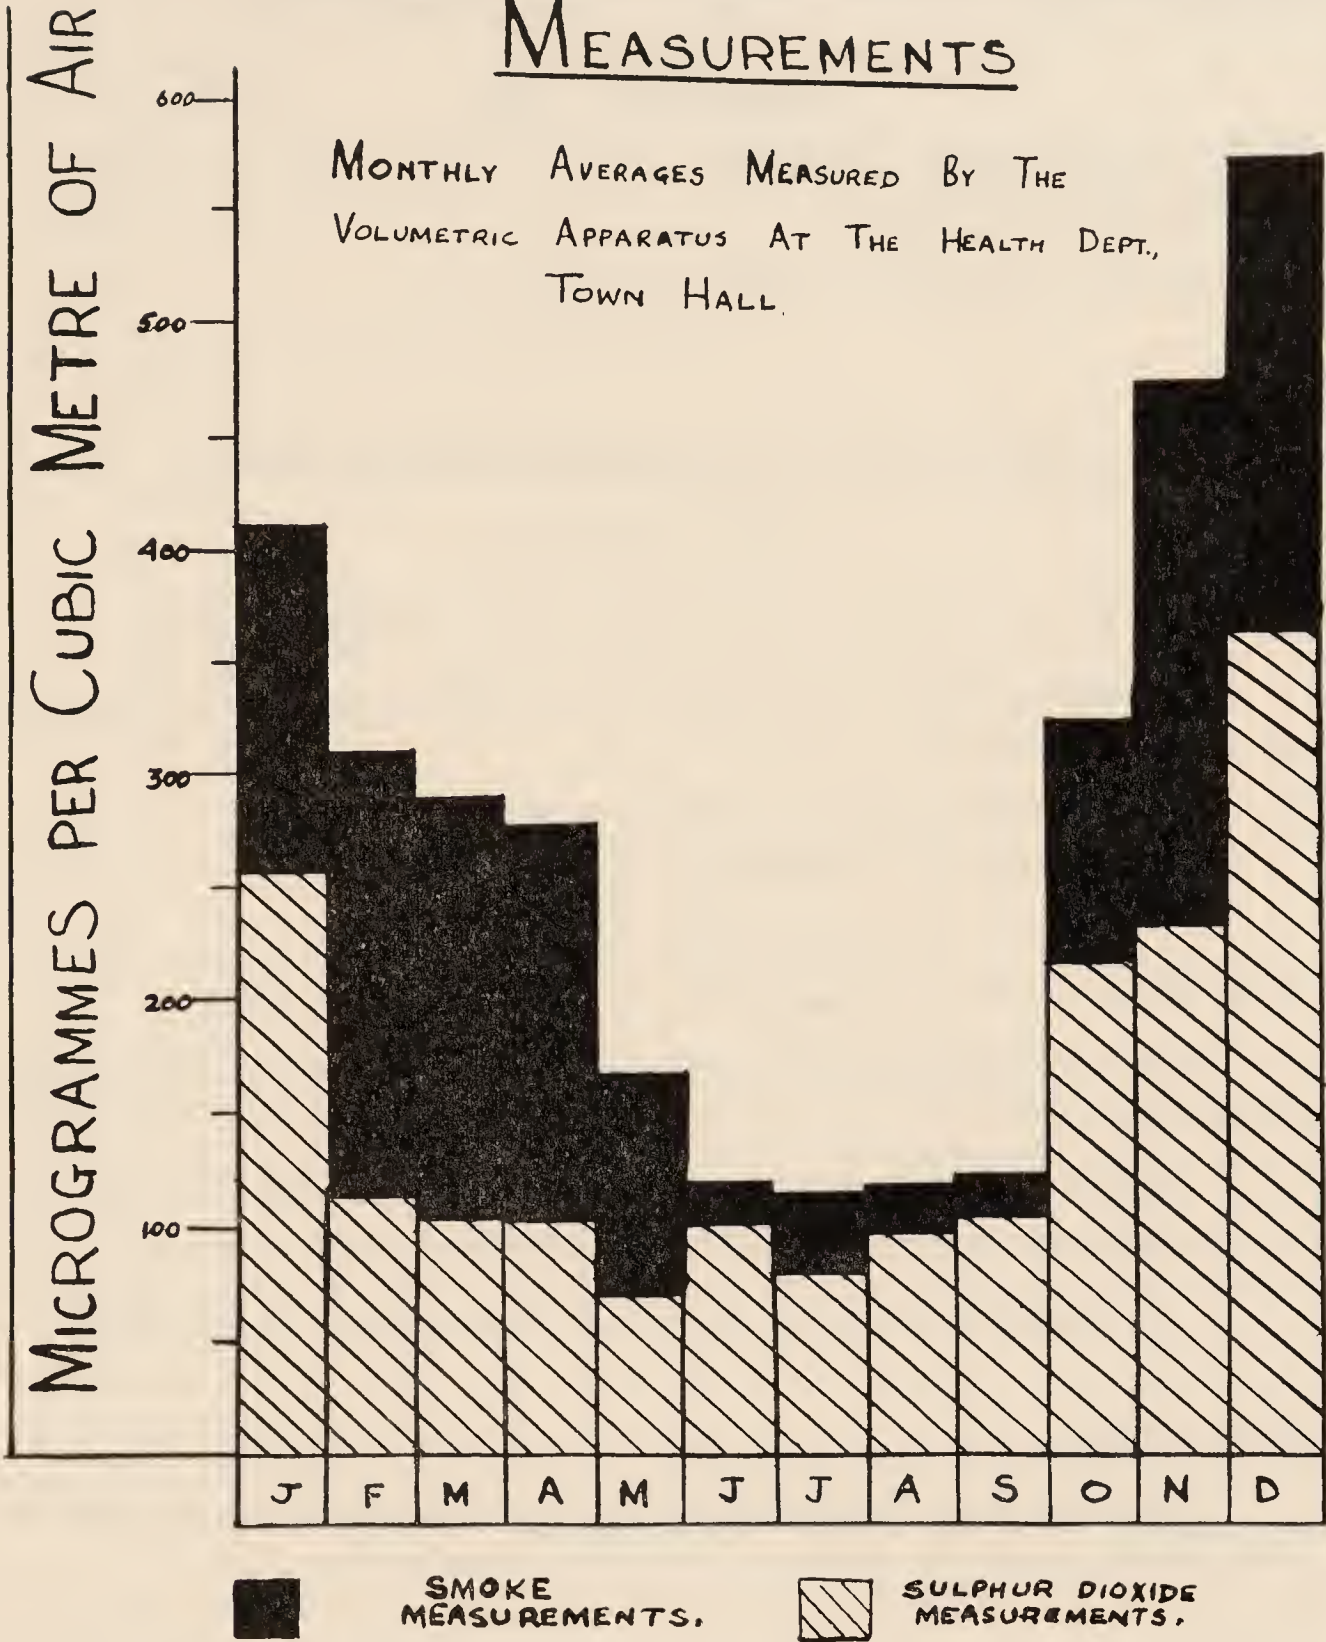 MEASUREMENTS
MONTHLY AVERAGES MEASURED BY THE
VOLUMETRIC APPARATUS AT THE HEALTH DEPT.,
TOWN HALL.
MICROGRAMMES PER CUBIC METRE OF AIR
600
500
400
300
200
100
J F M A M J J A S O N D
SMOKE
MEASUREMENTS.
SULPHUR DIOXIDE
MEASUREMENTS.